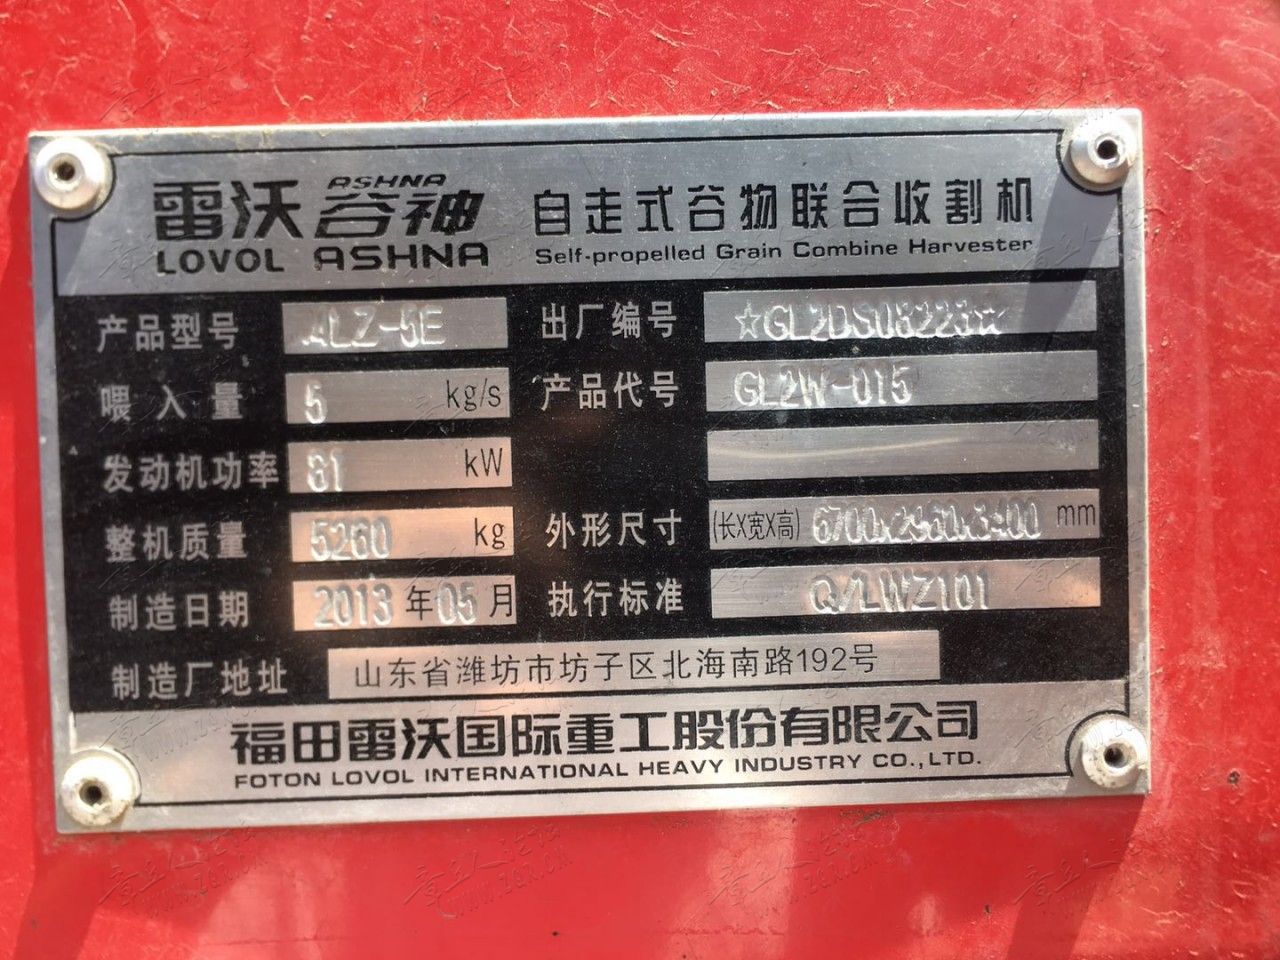 ASHNA
雷沃谷神 自走式谷物联合收割机
LOVOL ASHNA Self-propelled Grain Combine Harvester
产品型号 4LZ-5E 出厂编号 ☆GL2DS03223☆
喂入量 5 kg/s 产品代号 GL2W-015
发动机功率 81 kW
整机质量 5260 kg 外形尺寸 (长X宽X高) 6700x2960x3400 mm
制造日期 2013年05月 执行标准 Q/LWZ101
制造厂地址 山东省潍坊市坊子区北海南路192号
福田雷沃国际重工股份有限公司
FOTON LOVOL INTERNATIONAL HEAVY INDUSTRY CO.,LTD.